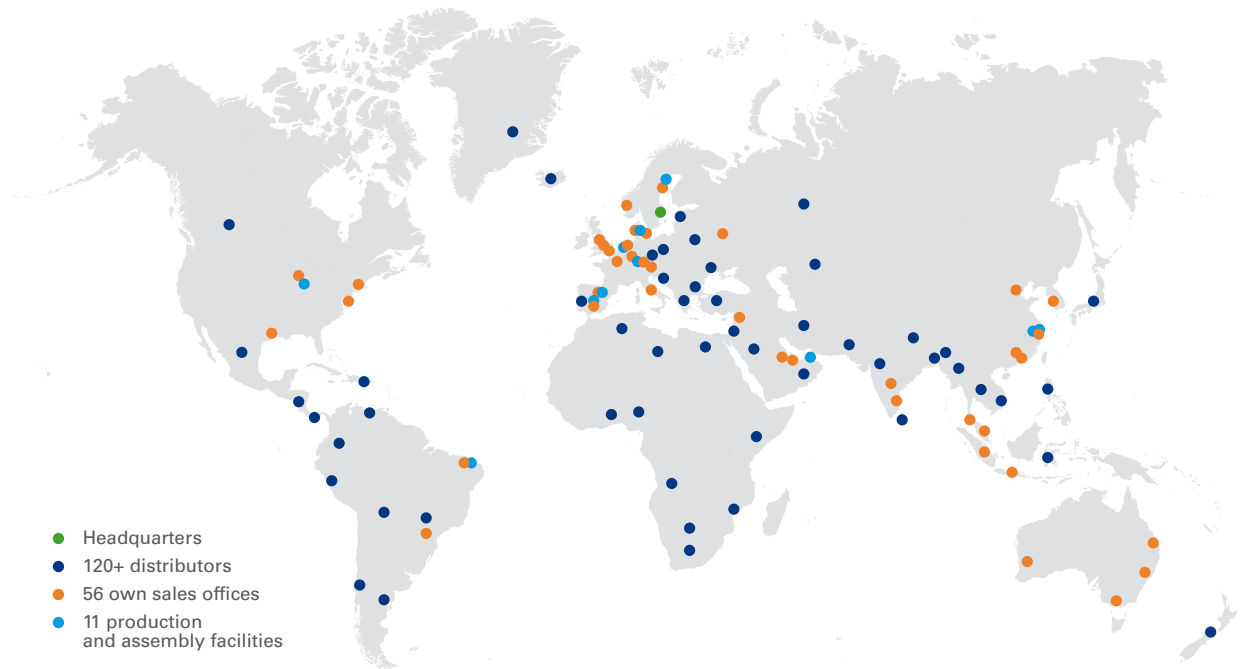 Headquarters
120+ distributors
56 own sales offices
11 production
and assembly facilities